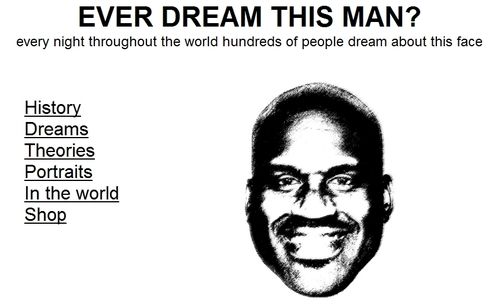 EVER DREAM THIS MAN?
every night throughout the world hundreds of people dream about this face
History
Dreams
Theories
Portraits
In the world
Shop